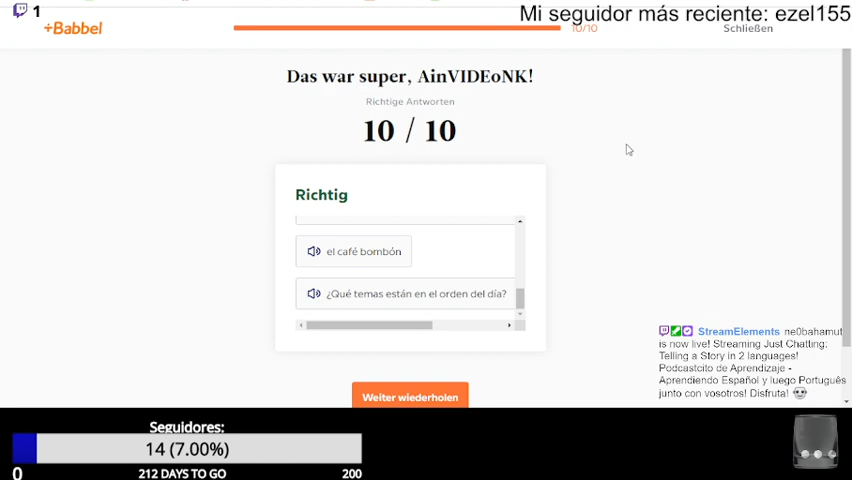 1
Mi seguidor más reciente: ezel155
+Babbel
10/10
Schließen
Das war super, AinVIDEoNK!
Richtige Antworten
10 / 10
Richtig
el café bombón
¿Qué temas están en el orden del día?
StreamElements ne0bahamut
is now live! Streaming Just Chatting:
Telling a Story in 2 languages!
Podcastcito de Aprendizaje -
Aprendiendo Español y luego Português
junto con vosotros! Disfruta!
Weiter wiederholen
Seguidores:
14 (7.00%)
0
212 DAYS TO GO
200